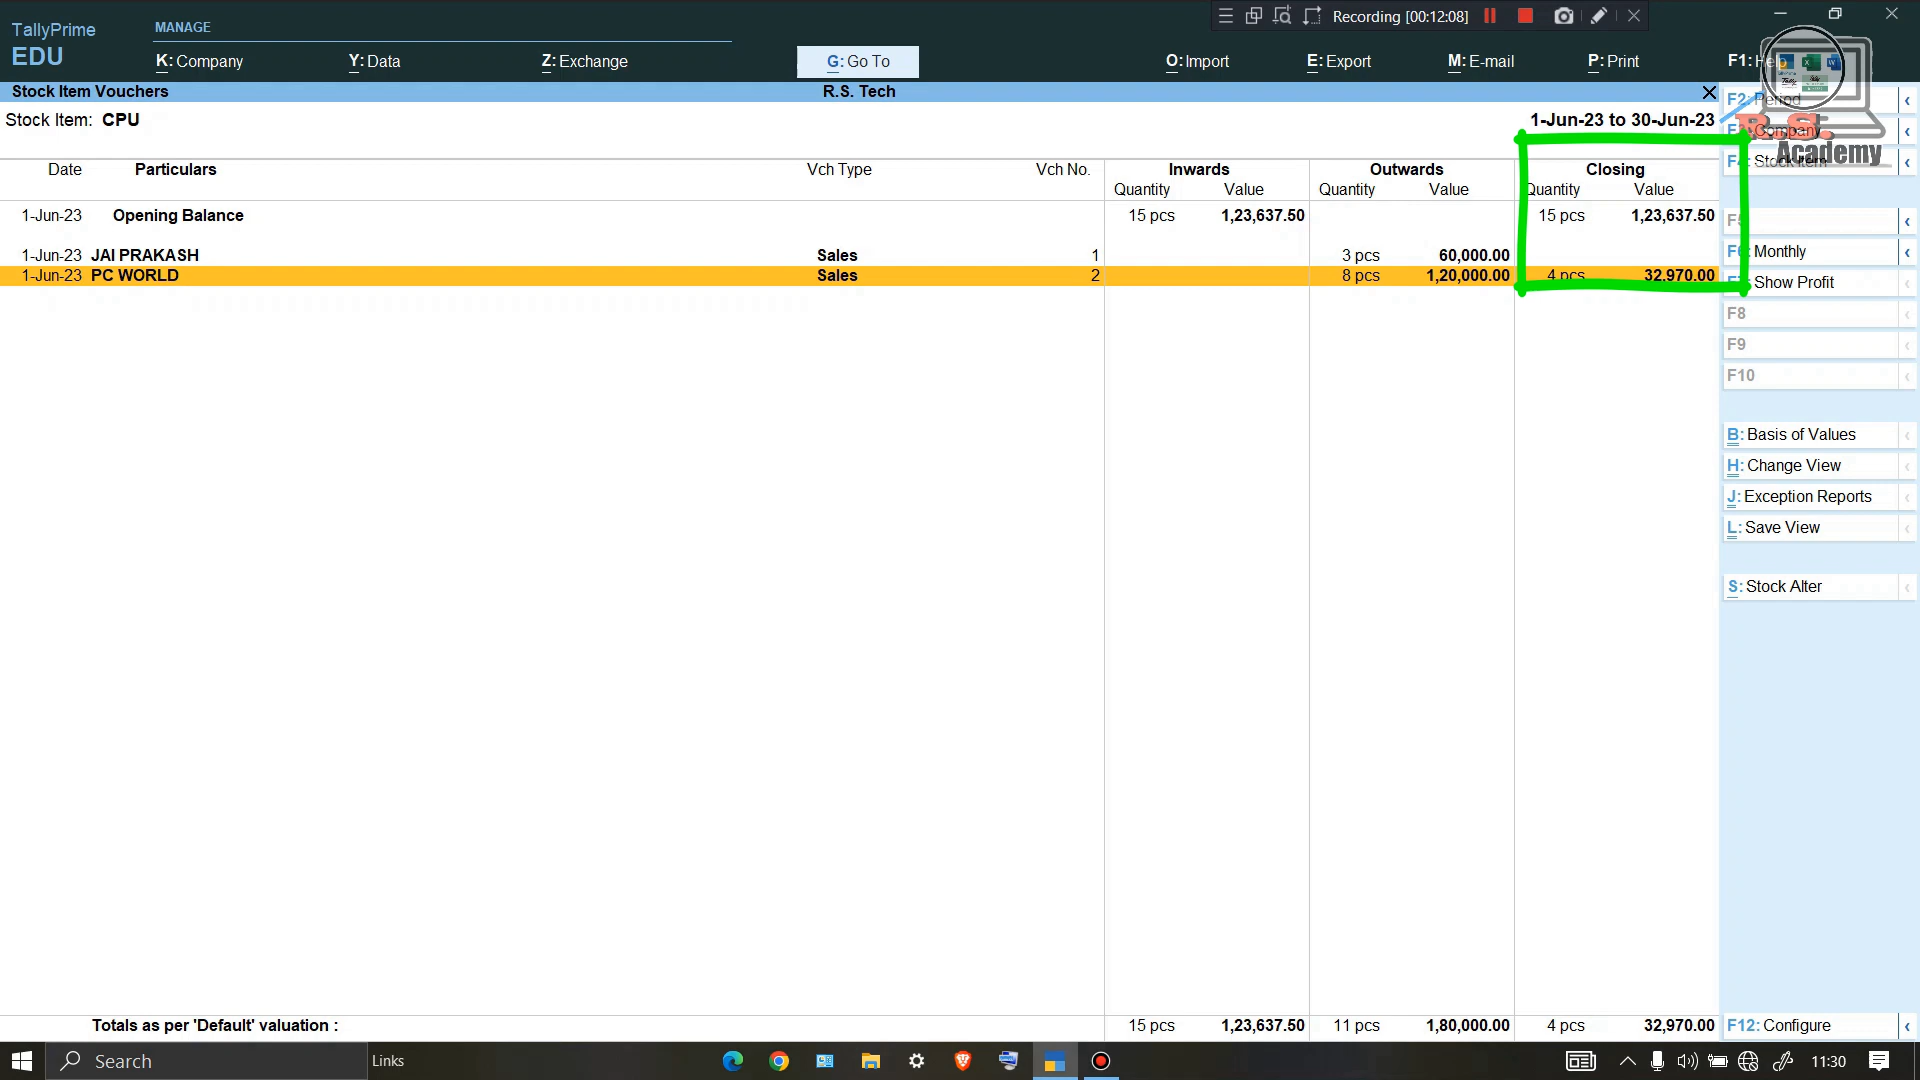 TallyPrime
EDU
MANAGE
K: Company Y: Data Z: Exchange G: Go To O: Import E: Export M: E-mail P: Print F1: Help
Recording [00:12:08]
Stock Item Vouchers R.S. Tech
Stock Item: CPU 1-Jun-23 to 30-Jun-23
Date Particulars Vch Type Vch No. Inwards Outwards Closing
Quantity Value Quantity Value Quantity Value
1-Jun-23 Opening Balance 15 pcs 1,23,637.50 15 pcs 1,23,637.50
1-Jun-23 JAI PRAKASH Sales 1 3 pcs 60,000.00
1-Jun-23 PC WORLD Sales 2 8 pcs 1,20,000.00 4 pcs 32,970.00
Totals as per 'Default' valuation : 15 pcs 1,23,637.50 11 pcs 1,80,000.00 4 pcs 32,970.00
F2: Period
Company
Stock Item
R.S.
Academy
Monthly
Show Profit
F8
F9
F10
B: Basis of Values
H: Change View
J: Exception Reports
L: Save View
S: Stock Alter
F12: Configure
Search Links 11:30